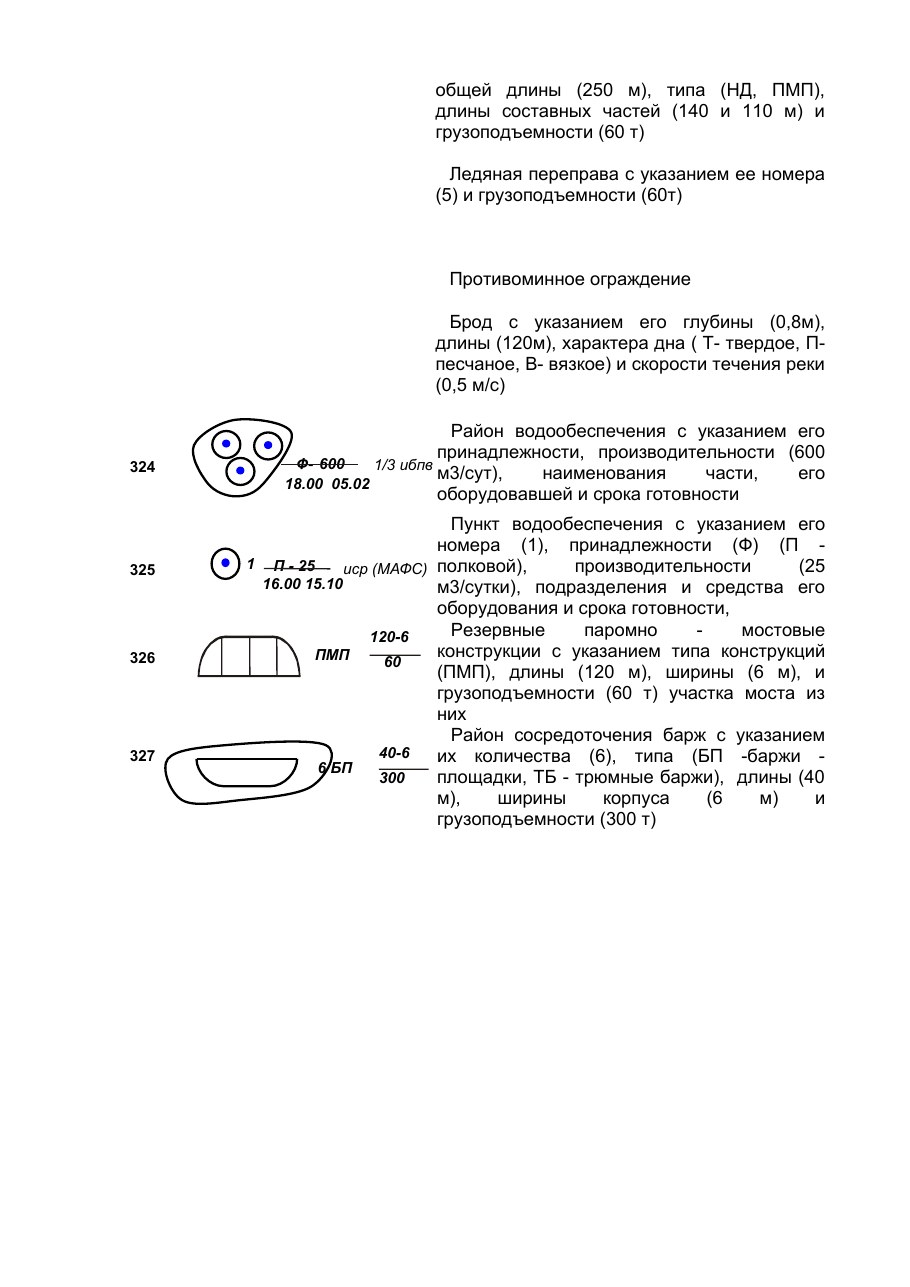 общей длины (250 м), типа (НД, ПМП),
длины составных частей (140 и 110 м) и
грузоподъемности (60 т)
Ледяная переправа с указанием ее номера
(5) и грузоподъемности (60т)
Противоминное ограждение
Брод с указанием его глубины (0,8м),
длины (120м), характера дна ( Т- твердое, П-
песчаное, В- вязкое) и скорости течения реки
(0,5 м/с)
324
Ф- 600
1/3 ибпв
18.00 05.02
Район водообеспечения с указанием его
принадлежности, производительности (600
м3/сут), наименования части, его
оборудовавшей и срока готовности
325
1
П - 25
иср (МАФС)
16.00 15.10
Пункт водообеспечения с указанием его
номера (1), принадлежности (Ф) (П -
полковой), производительности (25
м3/сутки), подразделения и средства его
оборудования и срока готовности,
326
ПМП
120-6
60
Резервные паромно - мостовые
конструкции с указанием типа конструкций
(ПМП), длины (120 м), ширины (6 м), и
грузоподъемности (60 т) участка моста из
них
327
6 БП
40-6
300
Район сосредоточения барж с указанием
их количества (6), типа (БП -баржи -
площадки, ТБ - трюмные баржи), длины (40
м), ширины корпуса (6 м) и
грузоподъемности (300 т)